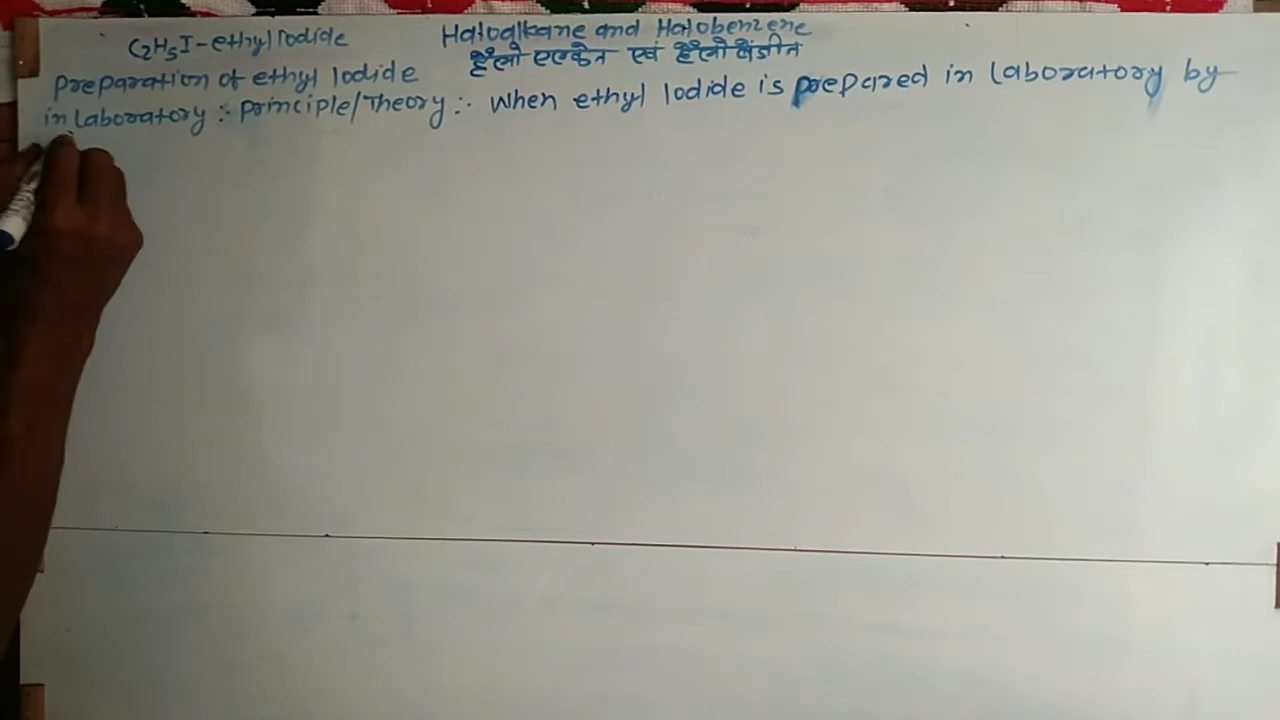 C2H5I-ethyl Iodide
Haloalkane and Halobenzene
हैलो एल्केन एवं हैलो बेंजीन
preparation of ethyl Iodide
in Laboratory :- principle/Theory :- When ethyl Iodide is prepared in Laboratory by